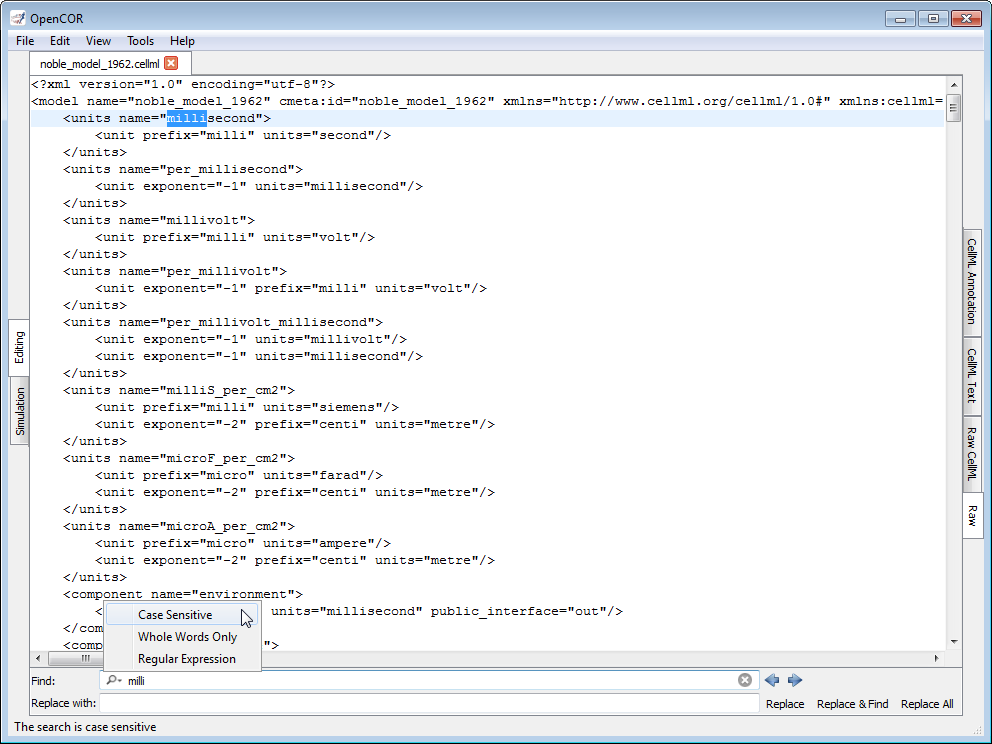 OpenCOR
File Edit View Tools Help
noble_model_1962.cellml
<?xml version="1.0" encoding="utf-8"?>
<model name="noble_model_1962" cmeta:id="noble_model_1962" xmlns="http://www.cellml.org/cellml/1.0#" xmlns:cellml=
    <units name="millisecond">
        <unit prefix="milli" units="second"/>
    </units>
    <units name="per_millisecond">
        <unit exponent="-1" units="millisecond"/>
    </units>
    <units name="millivolt">
        <unit prefix="milli" units="volt"/>
    </units>
    <units name="per_millivolt">
        <unit exponent="-1" prefix="milli" units="volt"/>
    </units>
    <units name="per_millivolt_millisecond">
        <unit exponent="-1" units="millivolt"/>
        <unit exponent="-1" units="millisecond"/>
    </units>
    <units name="milliS_per_cm2">
        <unit prefix="milli" units="siemens"/>
        <unit exponent="-2" prefix="centi" units="metre"/>
    </units>
    <units name="microF_per_cm2">
        <unit prefix="micro" units="farad"/>
        <unit exponent="-2" prefix="centi" units="metre"/>
    </units>
    <units name="microA_per_cm2">
        <unit prefix="micro" units="ampere"/>
        <unit exponent="-2" prefix="centi" units="metre"/>
    </units>
    <component name="environment">
        < units="millisecond" public_interface="out"/>
    </com
    <comp ">
Case Sensitive
Whole Words Only
Regular Expression
Editing
Simulation
CellML Annotation
CellML Text
Raw CellML
Raw
Find: milli
Replace with: Replace Replace & Find Replace All
The search is case sensitive